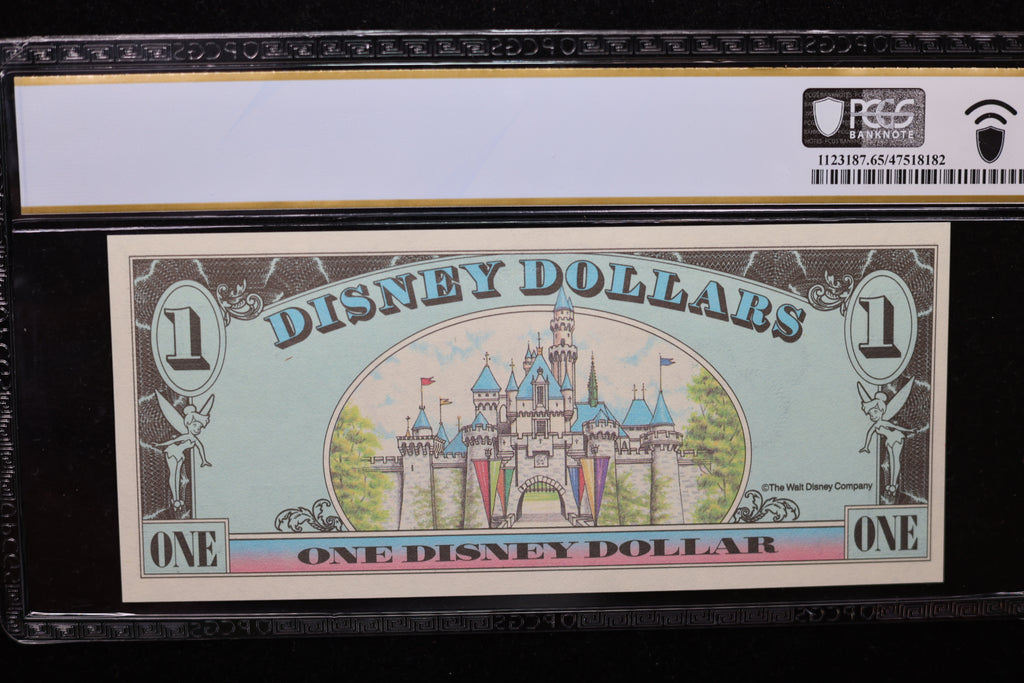 PCGS
BANKNOTE
1123187.65/47518182
DISNEY DOLLARS
1
1
©The Walt Disney Company
ONE
ONE DISNEY DOLLAR
ONE